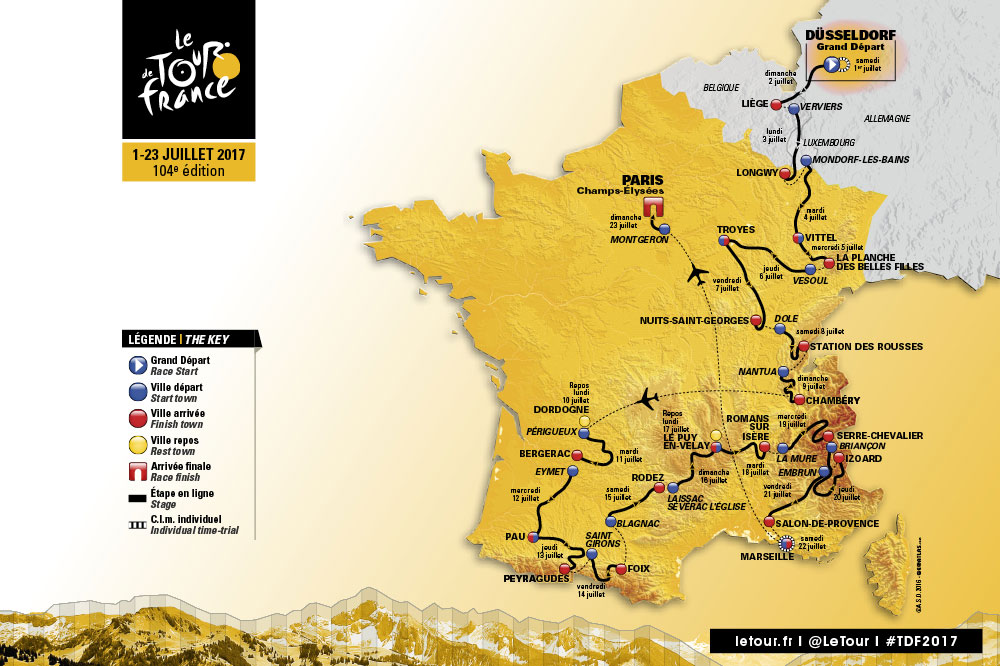 le
TOUR
de
france
1-23 JUILLET 2017
104e édition
LÉGENDE | THE KEY
Grand Départ
Race Start
Ville départ
Start town
Ville arrivée
Finish town
Ville repos
Rest town
Arrivée finale
Race finish
Étape en ligne
Stage
C.l.m. individuel
Individual time-trial
DÜSSELDORF
Grand Départ
samedi
1er juillet
dimanche
2 juillet
BELGIQUE
LIÈGE
VERVIERS
ALLEMAGNE
lundi
3 juillet
LUXEMBOURG
MONDORF-LES-BAINS
LONGWY
PARIS
Champs-Élysées
dimanche
23 juillet
MONTGERON
mardi
4 juillet
TROYES
VITTEL
mercredi 5 juillet
LA PLANCHE
DES BELLES FILLES
jeudi
6 juillet
VESOUL
vendredi
7 juillet
NUITS-SAINT-GEORGES
DOLE
samedi 8 juillet
STATION DES ROUSSES
NANTUA
dimanche
9 juillet
CHAMBÉRY
Repos
lundi
10 juillet
DORDOGNE
PÉRIGUEUX
BERGERAC
mardi
11 juillet
EYMET
mercredi
12 juillet
PAU
jeudi
13 juillet
PEYRAGUDES
SAINT
GIRONS
vendredi
14 juillet
FOIX
BLAGNAC
samedi
15 juillet
RODEZ
LAISSAC
SÉVÉRAC L'ÉGLISE
dimanche
16 juillet
Repos
lundi
17 juillet
LE PUY
EN-VELAY
ROMANS
SUR
ISÈRE
mardi
18 juillet
mercredi
19 juillet
LA MURE
SERRE-CHEVALIER
BRIANÇON
IZOARD
EMBRUN
jeudi
20 juillet
vendredi
21 juillet
SALON-DE-PROVENCE
MARSEILLE
samedi
22 juillet
©A.S.O. 2016
letour.fr | @LeTour | #TDF2017